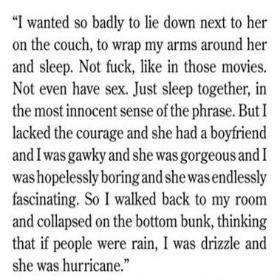 “I wanted so badly to lie down next to her
on the couch, to wrap my arms around her
and sleep. Not fuck, like in those movies.
Not even have sex. Just sleep together, in
the most innocent sense of the phrase. But I
lacked the courage and she had a boyfriend
and I was gawky and she was gorgeous and I
was hopelessly boring and she was endlessly
fascinating. So I walked back to my room
and collapsed on the bottom bunk, thinking
that if people were rain, I was drizzle and
she was hurricane.”